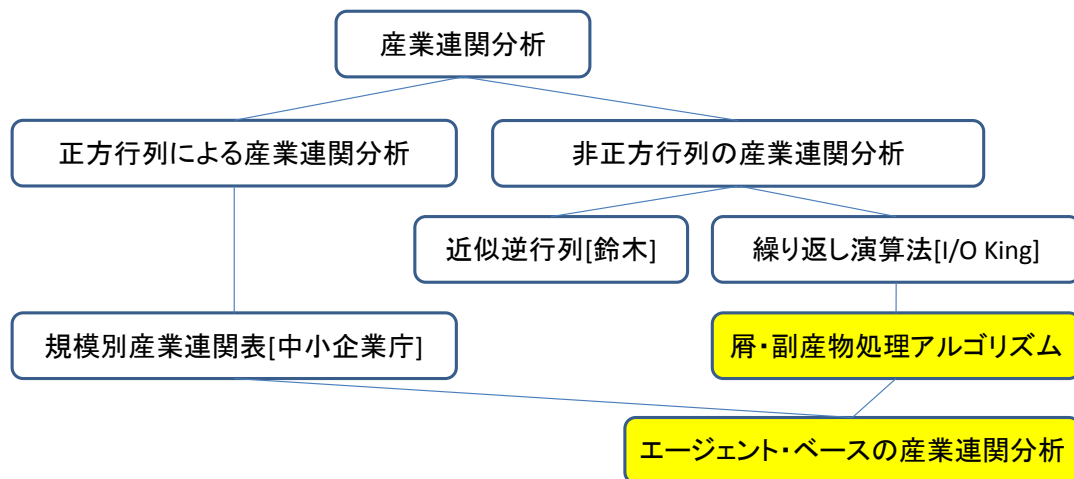 産業連関分析
正方行列による産業連関分析
非正方行列の産業連関分析
近似逆行列[鈴木]
繰り返し演算法[I/O King]
規模別産業連関表[中小企業庁]
屑・副産物処理アルゴリズム
エージェント・ベースの産業連関分析